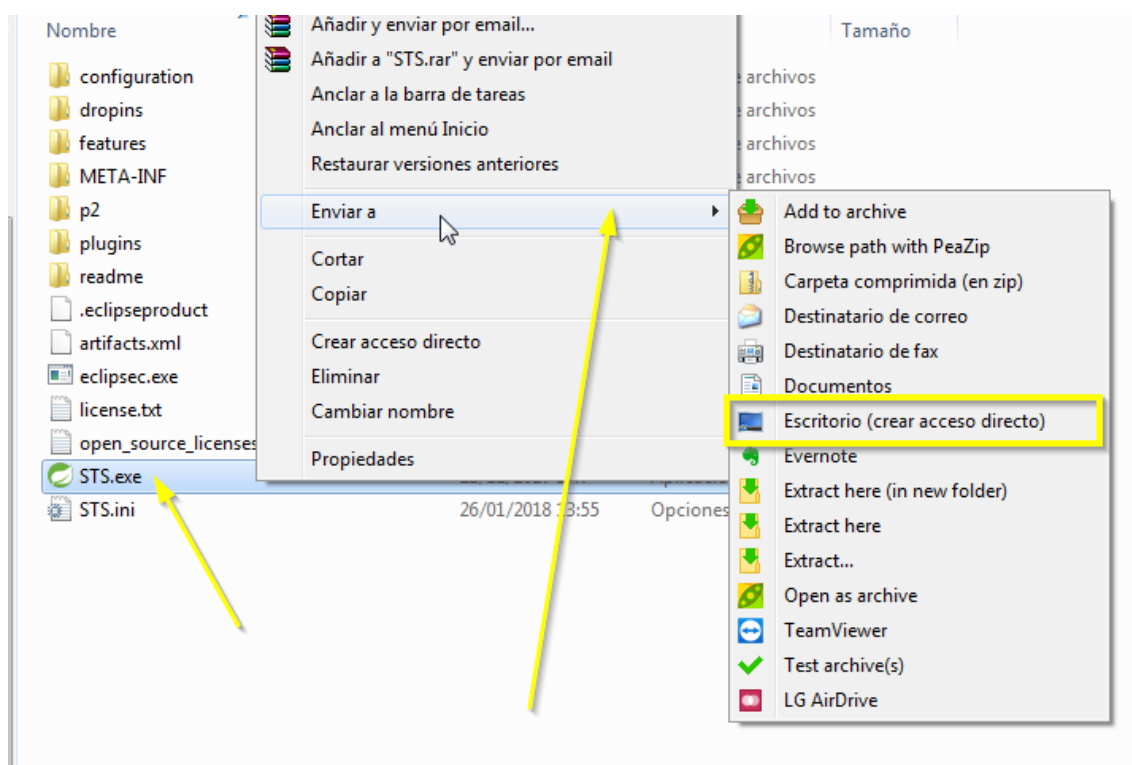 Nombre
Tamaño
configuration
dropins
features
META-INF
p2
plugins
readme
.eclipseproduct
artifacts.xml
eclipsec.exe
license.txt
open_source_licenses
STS.exe
STS.ini
26/01/2018 13:55
Opciones
archivos
archivos
archivos
archivos
Añadir y enviar por email...
Añadir a "STS.rar" y enviar por email
Anclar a la barra de tareas
Anclar al menú Inicio
Restaurar versiones anteriores
Enviar a
Cortar
Copiar
Crear acceso directo
Eliminar
Cambiar nombre
Propiedades
Add to archive
Browse path with PeaZip
Carpeta comprimida (en zip)
Destinatario de correo
Destinatario de fax
Documentos
Escritorio (crear acceso directo)
Evernote
Extract here (in new folder)
Extract here
Extract...
Open as archive
TeamViewer
Test archive(s)
LG AirDrive